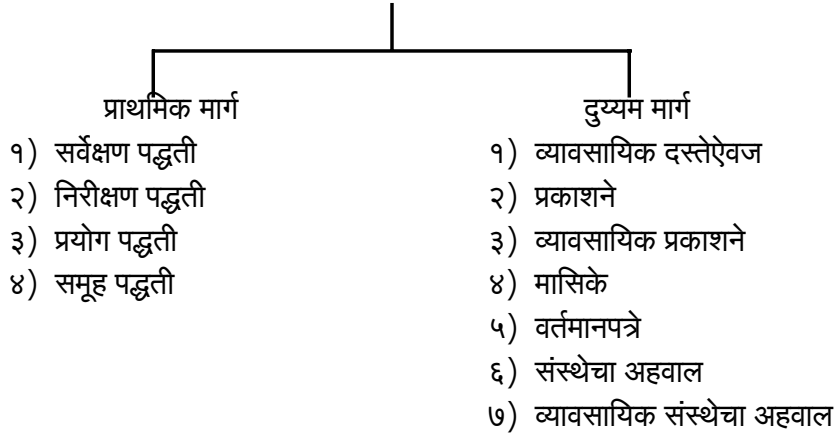 प्राथमिक मार्ग
१) सर्वेक्षण पद्धती
२) निरीक्षण पद्धती
३) प्रयोग पद्धती
४) समूह पद्धती
दुय्यम मार्ग
१) व्यावसायिक दस्तेऐवज
२) प्रकाशने
३) व्यावसायिक प्रकाशने
४) मासिके
५) वर्तमानपत्रे
६) संस्थेचा अहवाल
७) व्यावसायिक संस्थेचा अहवाल